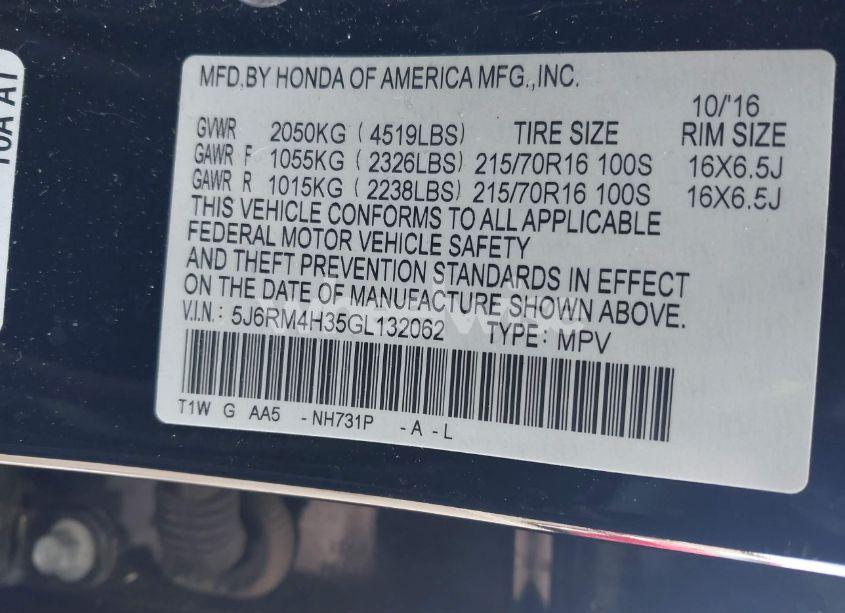 MFD,BY HONDA OF AMERICA MFG.,INC.
10/'16
GVWR 2050KG ( 4519LBS) TIRE SIZE RIM SIZE
GAWR F 1055KG ( 2326LBS) 215/70R16 100S 16X6.5J
GAWR R 1015KG ( 2238LBS) 215/70R16 100S 16X6.5J
THIS VEHICLE CONFORMS TO ALL APPLICABLE
FEDERAL MOTOR VEHICLE SAFETY
AND THEFT PREVENTION STANDARDS IN EFFECT
ON THE DATE OF MANUFACTURE SHOWN ABOVE.
V.I.N.: 5J6RM4H35GL132062 TYPE: MPV
T1W G AA5 -NH731P -A-L